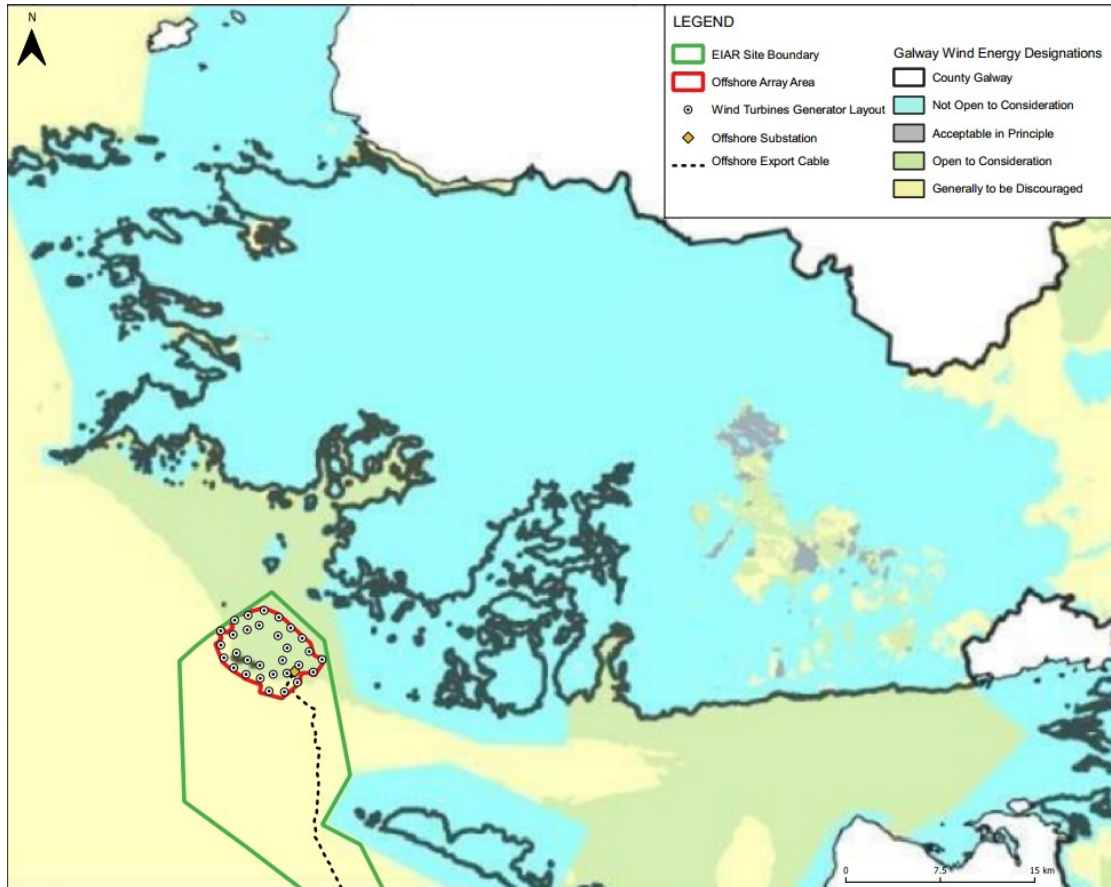 N
LEGEND
EIAR Site Boundary
Offshore Array Area
Wind Turbines Generator Layout
Offshore Substation
Offshore Export Cable
Galway Wind Energy Designations
County Galway
Not Open to Consideration
Acceptable in Principle
Open to Consideration
Generally to be Discouraged
0 7.5 15 km